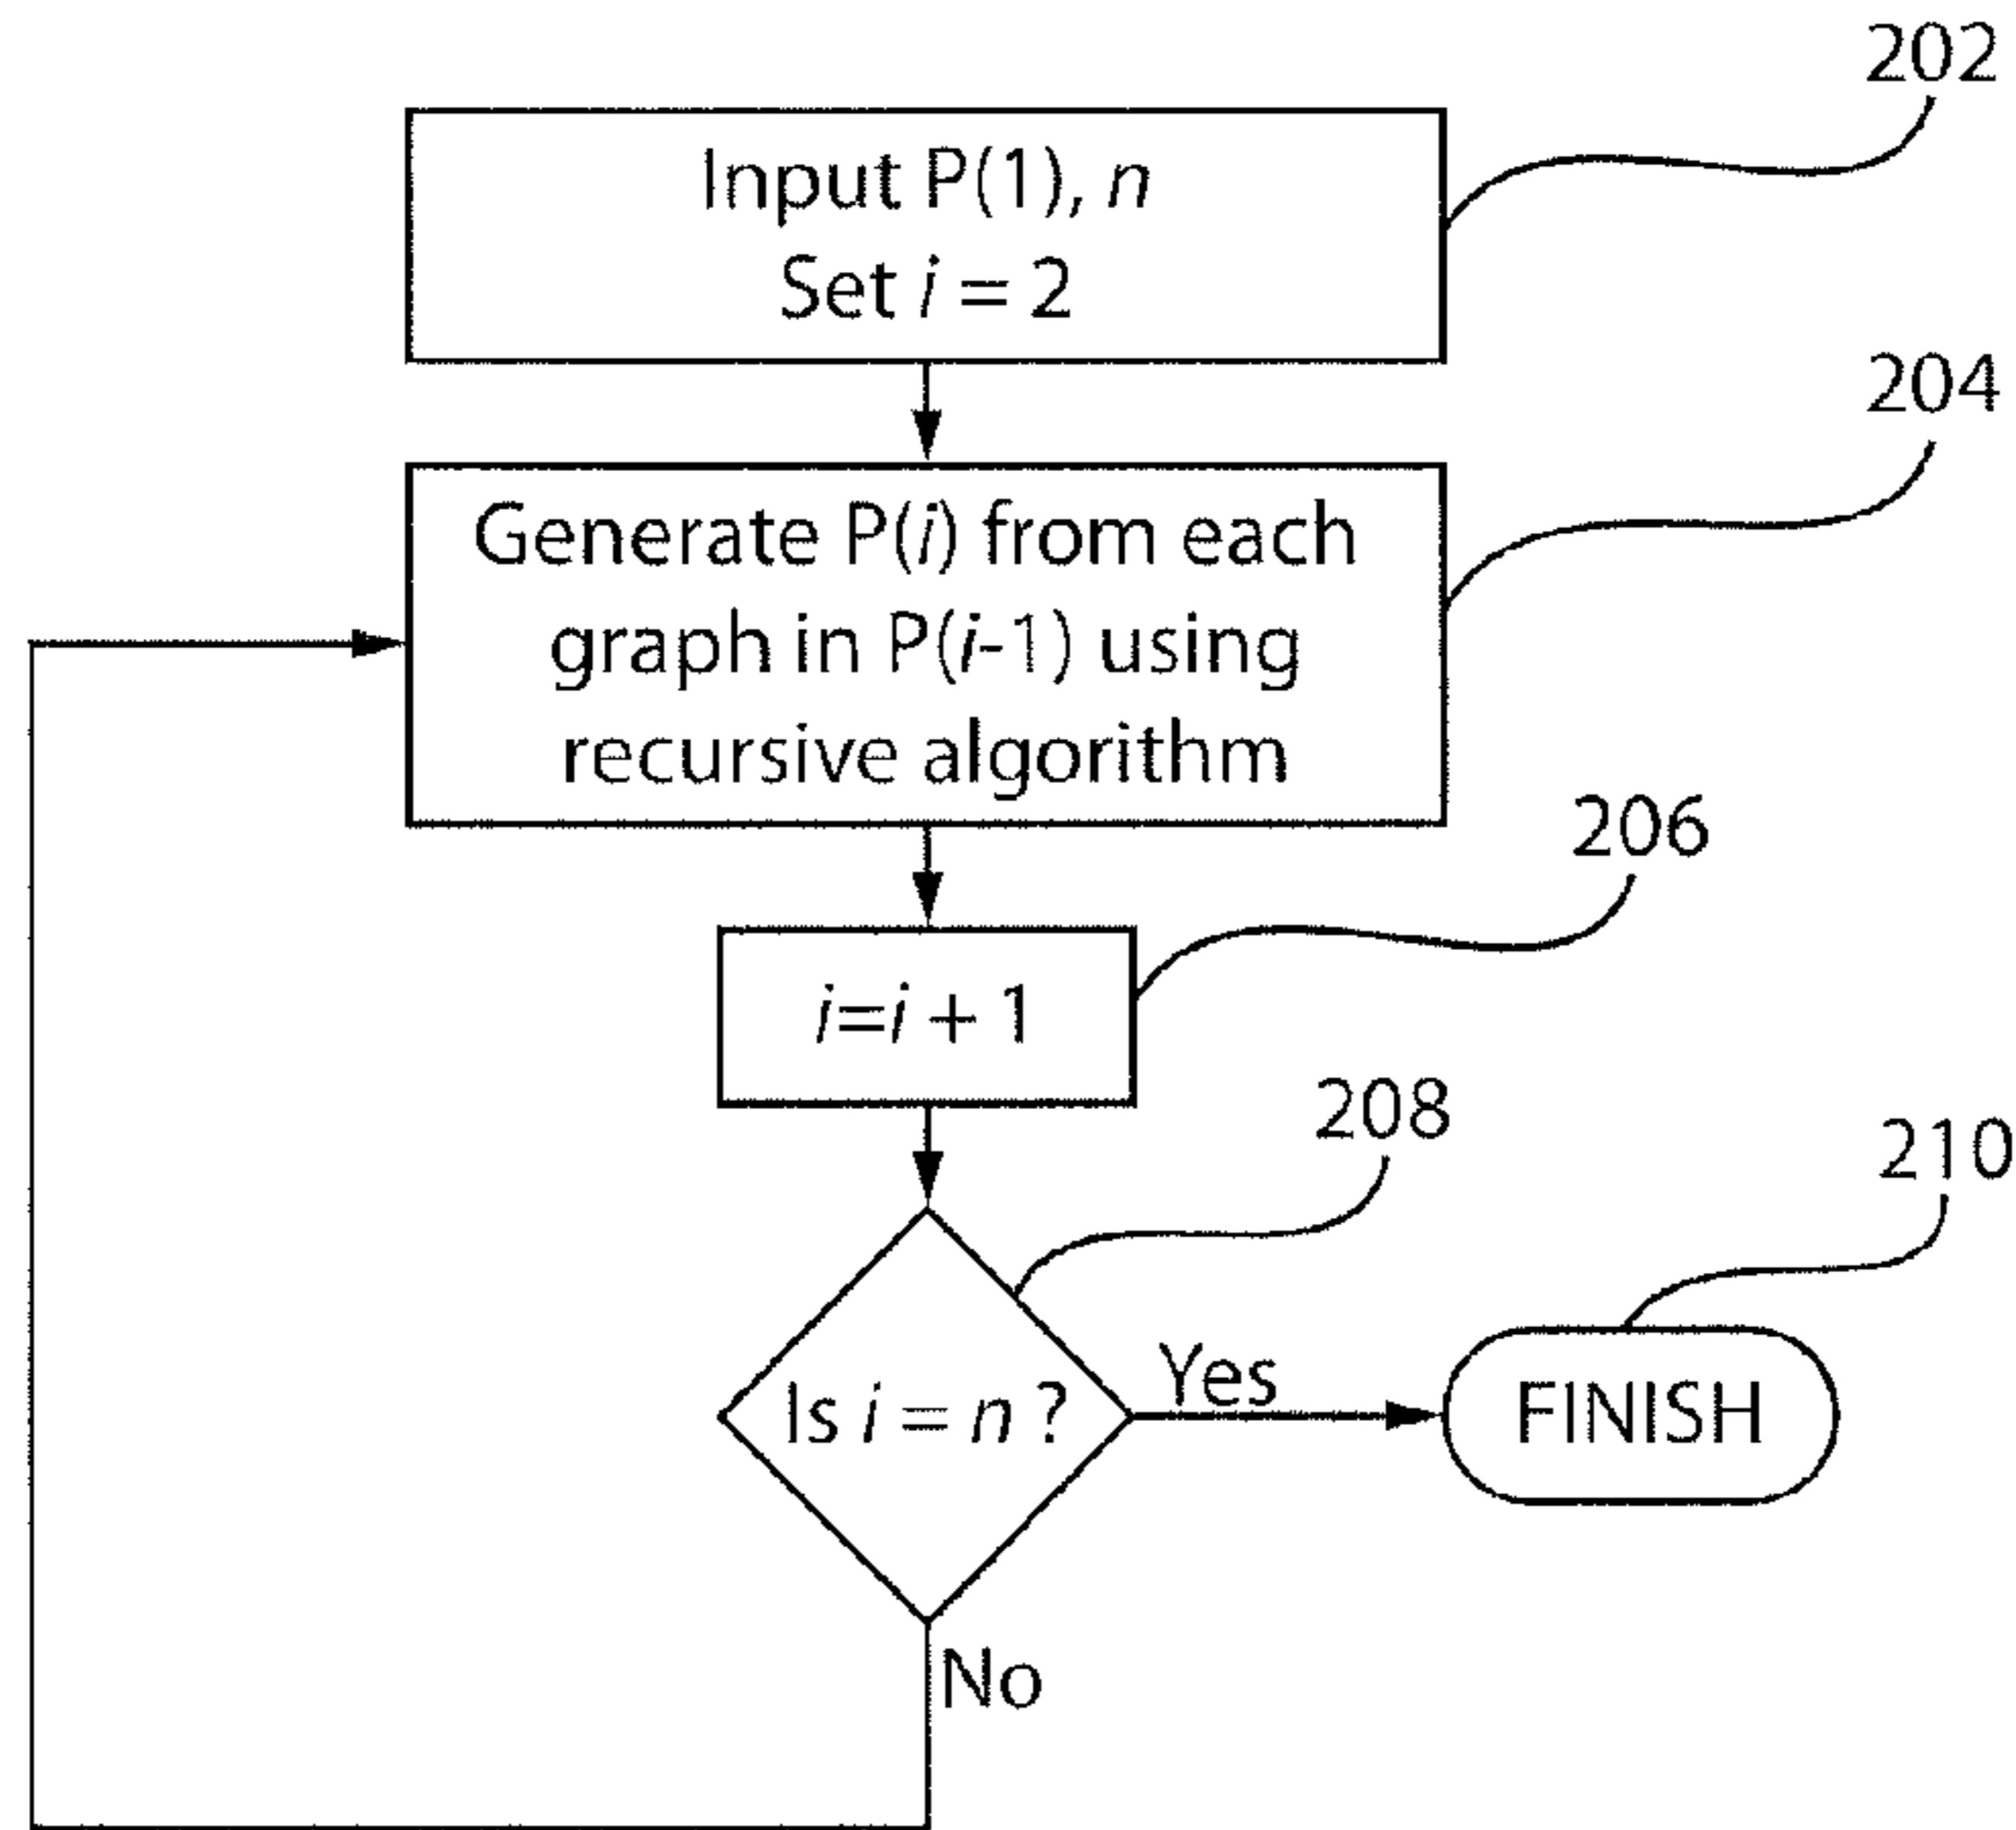 202
Input P(1), n
Set i = 2
204
Generate P(i) from each
graph in P(i-1) using
recursive algorithm
206
i=i + 1
208
210
Is i = n ?
Yes
FINISH
No